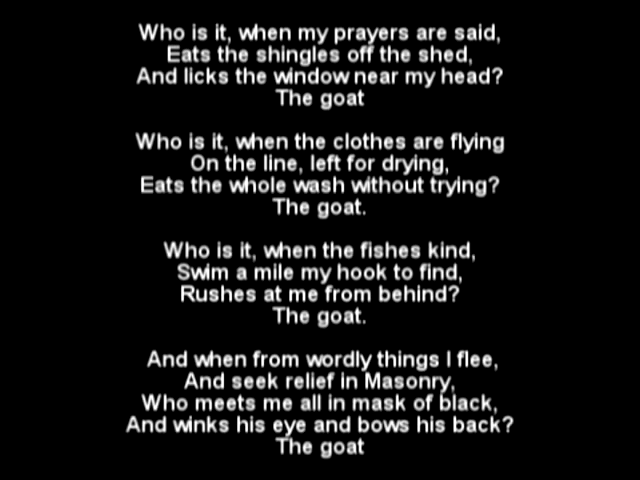 Who is it, when my prayers are said,
Eats the shingles off the shed,
And licks the window near my head?
The goat
Who is it, when the clothes are flying
On the line, left for drying,
Eats the whole wash without trying?
The goat.
Who is it, when the fishes kind,
Swim a mile my hook to find,
Rushes at me from behind?
The goat.
And when from wordly things I flee,
And seek relief in Masonry,
Who meets me all in mask of black,
And winks his eye and bows his back?
The goat